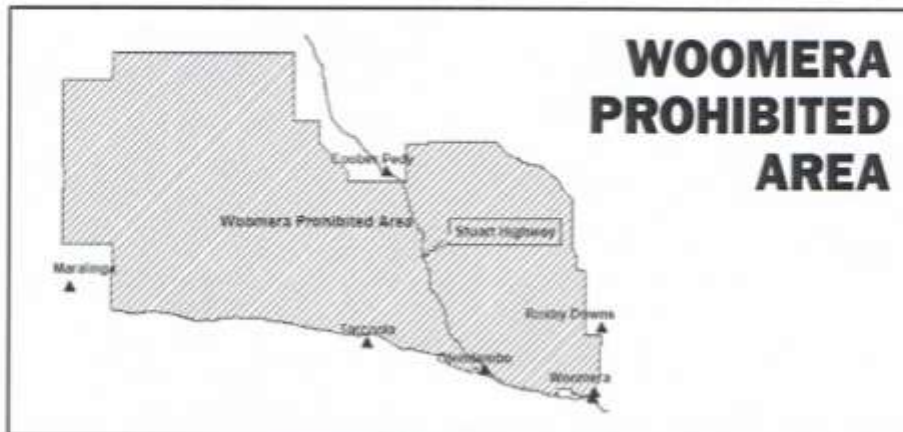 WOOMERA
PROHIBITED
AREA
Coober Pedy
Woomera Prohibited Area
Stuart Highway
Maralinga
Roxby Downs
Tarcoola
Glendambo
Woomera